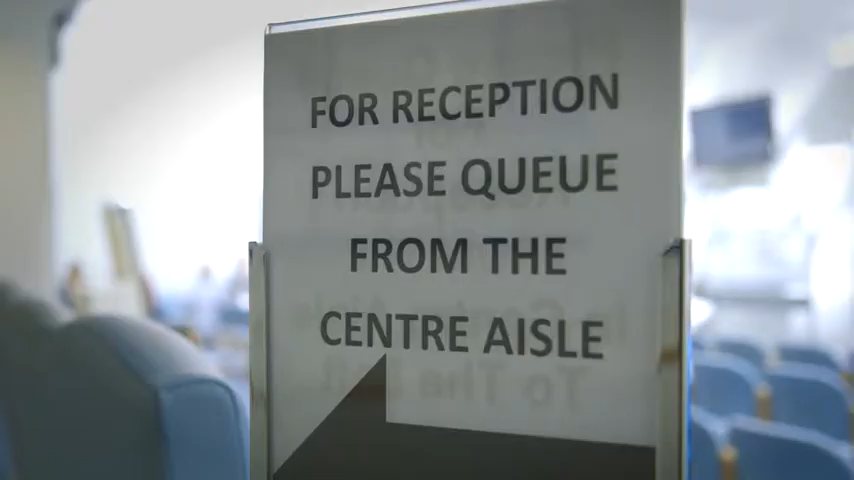 FOR RECEPTION
PLEASE QUEUE
FROM THE
CENTRE AISLE